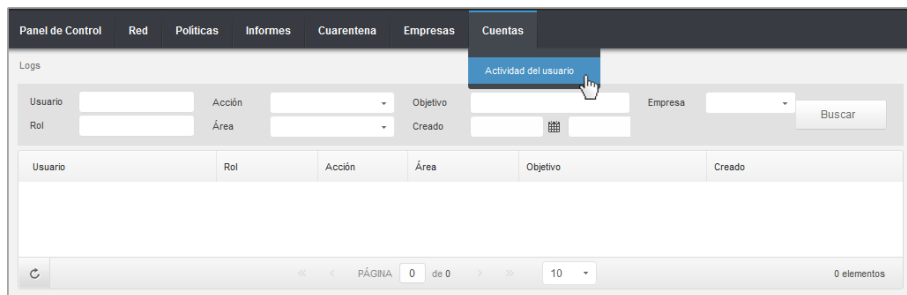 Panel de Control Red Políticas Informes Cuarentena Empresas Cuentas
Logs
Actividad del usuario
Usuario Acción Objetivo Empresa
Buscar
Rol Área Creado
Usuario Rol Acción Área Objetivo Creado
PÁGINA 0 de 0 10 0 elementos